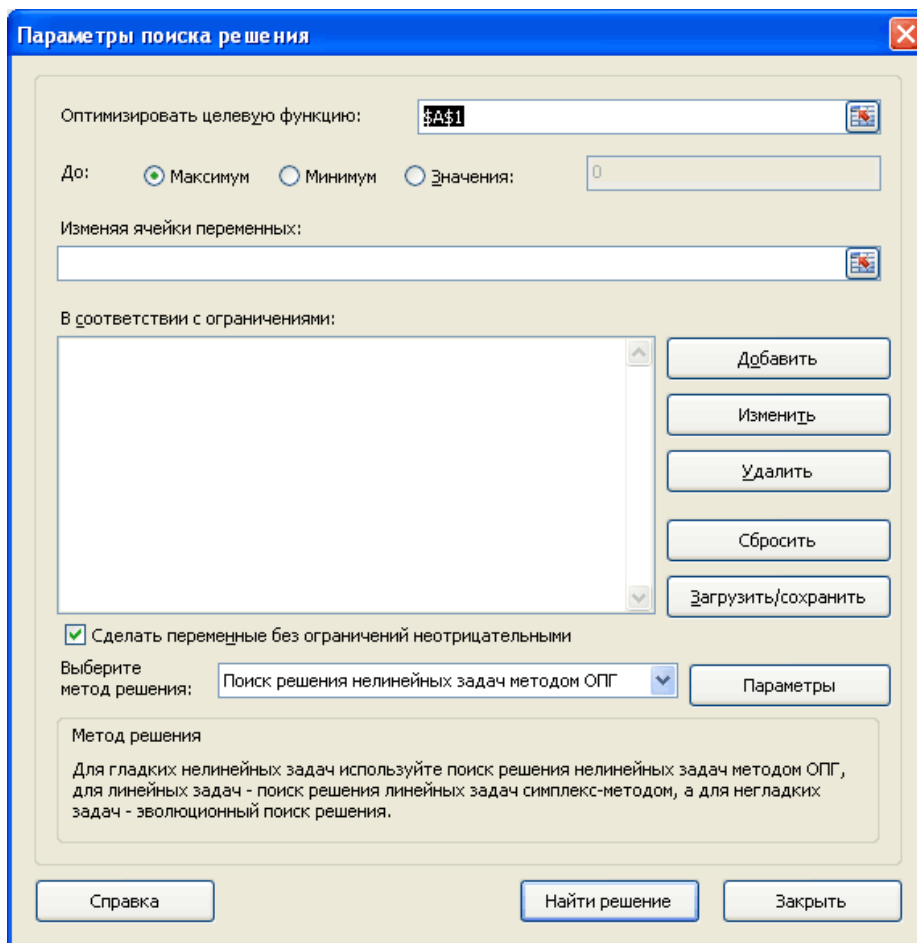 Параметры поиска решения
Оптимизировать целевую функцию:
$A$1
До:
Максимум
Минимум
Значения:
0
Изменяя ячейки переменных:
В соответствии с ограничениями:
Добавить
Изменить
Удалить
Сбросить
Загрузить/сохранить
Сделать переменные без ограничений неотрицательными
Выберите
метод решения:
Поиск решения нелинейных задач методом ОПГ
Параметры
Метод решения
Для гладких нелинейных задач используйте поиск решения нелинейных задач методом ОПГ,
для линейных задач - поиск решения линейных задач симплекс-методом, а для негладких
задач - эволюционный поиск решения.
Справка
Найти решение
Закрыть